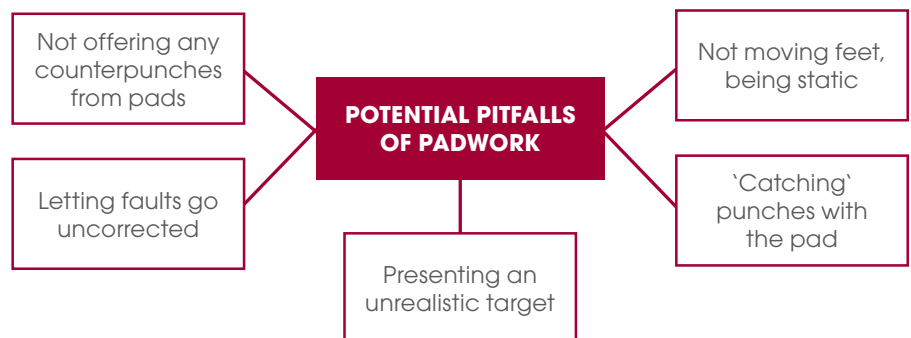 Not offering any
counterpunches
from pads
Not moving feet,
being static
POTENTIAL PITFALLS
OF PADWORK
Letting faults go
uncorrected
‘Catching‘
punches with
the pad
Presenting an
unrealistic target